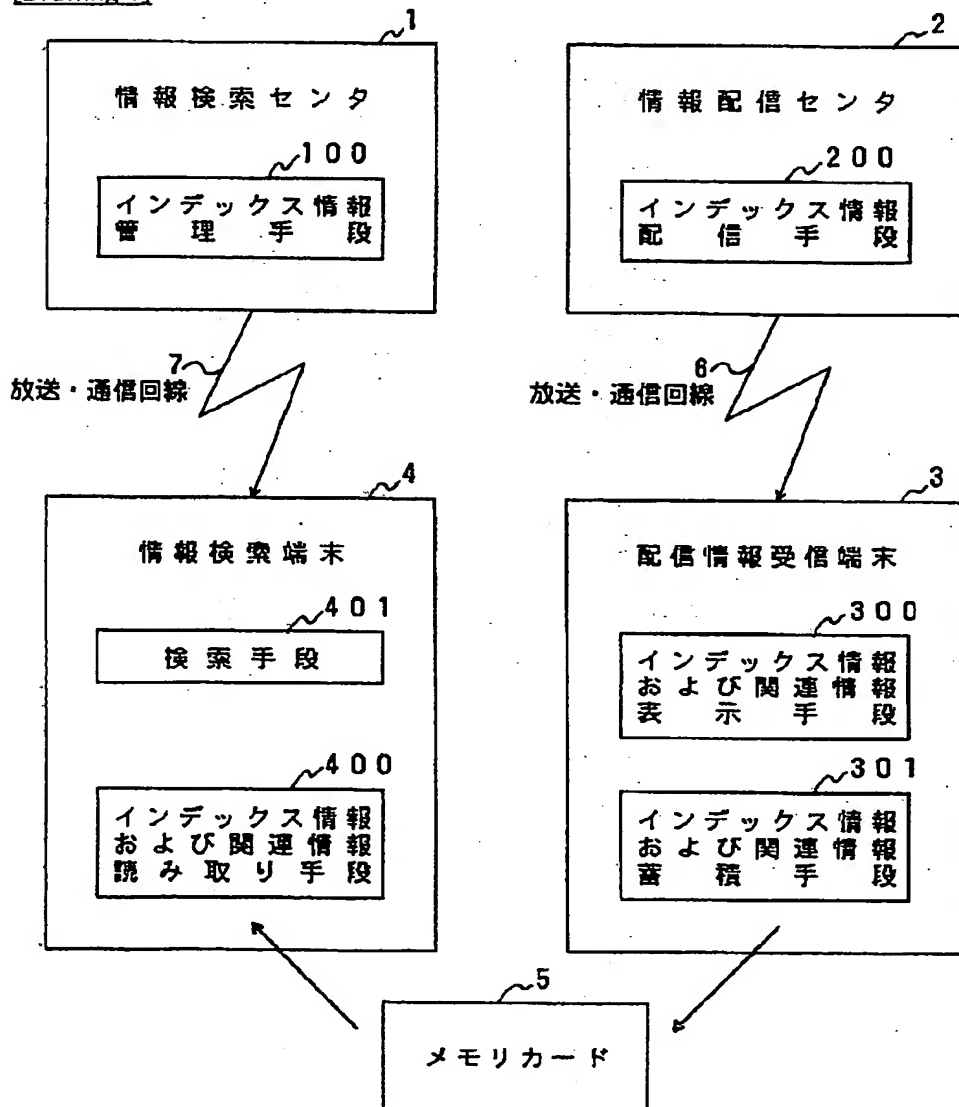 1
情報検索センタ
100
インデックス情報
管理手段
2
情報配信センタ
200
インデックス情報
配信手段
7
放送・通信回線
6
放送・通信回線
4
情報検索端末
401
検索手段
400
インデックス情報
および関連情報
読み取り手段
3
配信情報受信端末
300
インデックス情報
および関連情報
表示手段
301
インデックス情報
および関連情報
蓄積手段
5
メモリカード